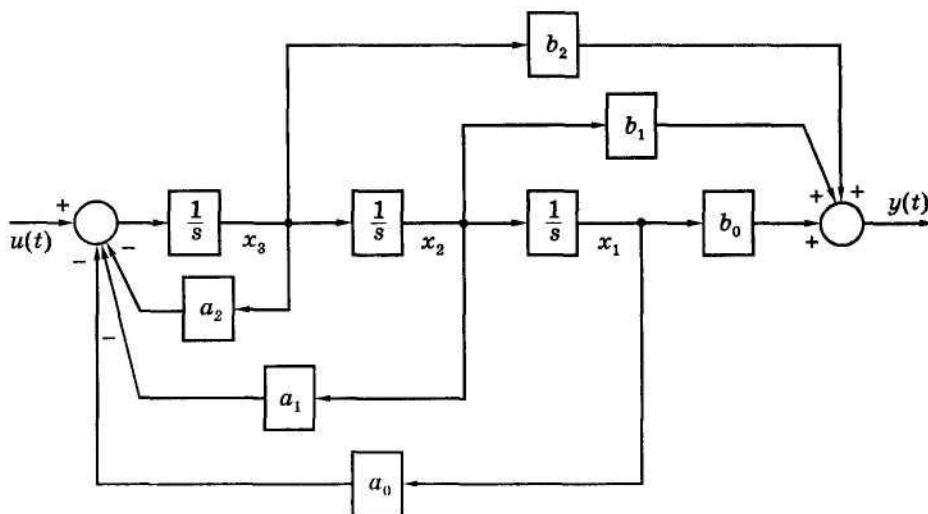 b₂
b₁
+ 1/s x₃ 1/s x₂ 1/s x₁ b₀ + + + y(t)
u(t) − −
a₂
−
a₁
a₀